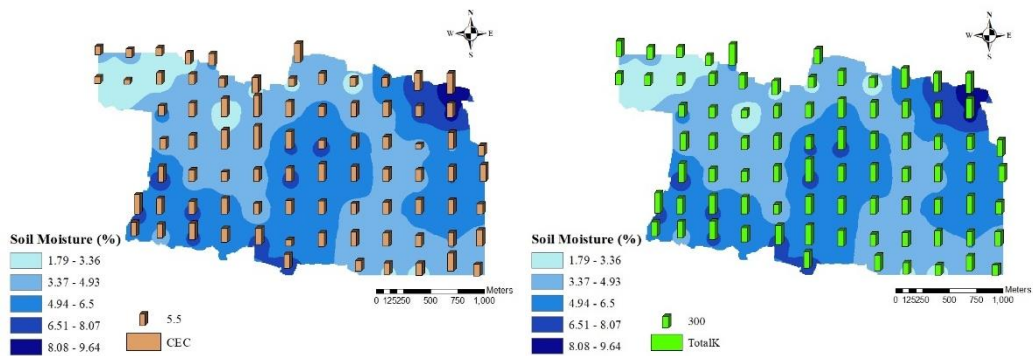 N
W E
S
Soil Moisture (%)
1.79 - 3.36
3.37 - 4.93
4.94 - 6.5
6.51 - 8.07
8.08 - 9.64
5.5
CEC
Meters
0 125250 500 750 1,000
N
W E
S
Soil Moisture (%)
1.79 - 3.36
3.37 - 4.93
4.94 - 6.5
6.51 - 8.07
8.08 - 9.64
300
TotalK
Meters
0 125250 500 750 1,000